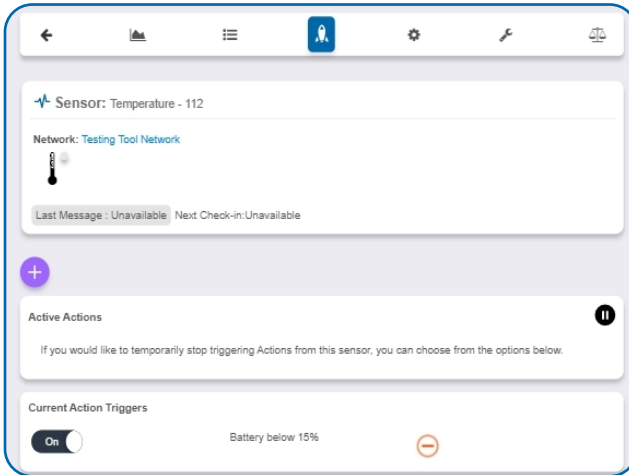 Sensor: Temperature - 112
Network: Testing Tool Network
Last Message : Unavailable Next Check-in:Unavailable
Active Actions
If you would like to temporarily stop triggering Actions from this sensor, you can choose from the options below.
Current Action Triggers
On Battery below 15%